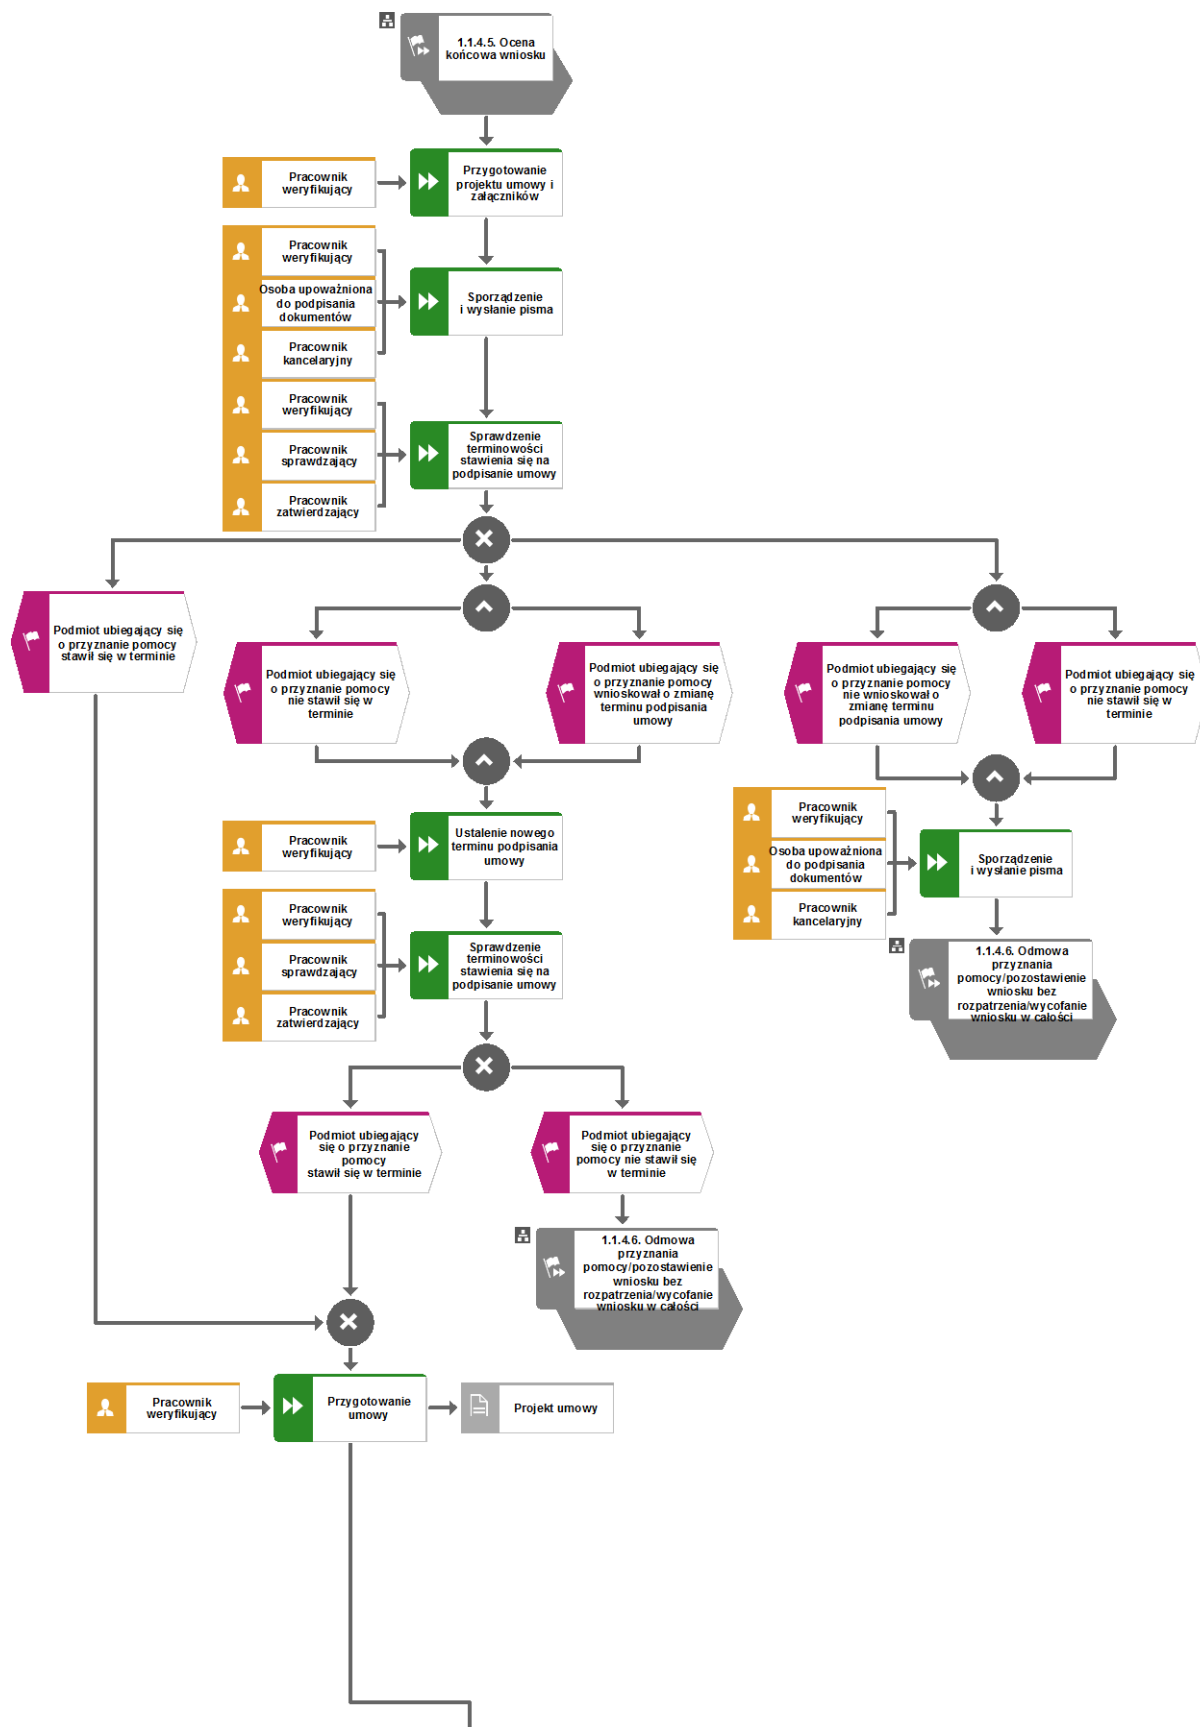 1.1.4.5. Ocena
końcowa wniosku
Pracownik
weryfikujący
Przygotowanie
projektu umowy i
załączników
Pracownik
weryfikujący
Osoba upoważniona
do podpisania
dokumentów
Pracownik
kancelaryjny
Sporządzenie
i wysłanie pisma
Pracownik
weryfikujący
Pracownik
sprawdzający
Pracownik
zatwierdzający
Sprawdzenie
terminowości
stawienia się na
podpisanie umowy
Podmiot ubiegający się
o przyznanie pomocy
stawił się w terminie
Podmiot ubiegający się
o przyznanie pomocy
nie stawił się w
terminie
Podmiot ubiegający się
o przyznanie pomocy
wnioskował o zmianę
terminu podpisania
umowy
Podmiot ubiegający się
o przyznanie pomocy
nie wnioskował o
zmianę terminu
podpisania umowy
Podmiot ubiegający się
o przyznanie pomocy
nie stawił się w
terminie
Pracownik
weryfikujący
Ustalenie nowego
terminu podpisania
umowy
Pracownik
weryfikujący
Osoba upoważniona
do podpisania
dokumentów
Pracownik
kancelaryjny
Sporządzenie
i wysłanie pisma
Pracownik
weryfikujący
Pracownik
sprawdzający
Pracownik
zatwierdzający
Sprawdzenie
terminowości
stawienia się na
podpisanie umowy
1.1.4.6. Odmowa
przyznania
pomocy/pozostawienie
wniosku bez
rozpatrzenia/wycofanie
wniosku w całości
Podmiot ubiegający
się o przyznanie
pomocy
stawił się w terminie
Podmiot ubiegający
się o przyznanie
pomocy nie stawił się
w terminie
1.1.4.6. Odmowa
przyznania
pomocy/pozostawienie
wniosku bez
rozpatrzenia/wycofanie
wniosku w całości
Pracownik
weryfikujący
Przygotowanie
umowy
Projekt umowy